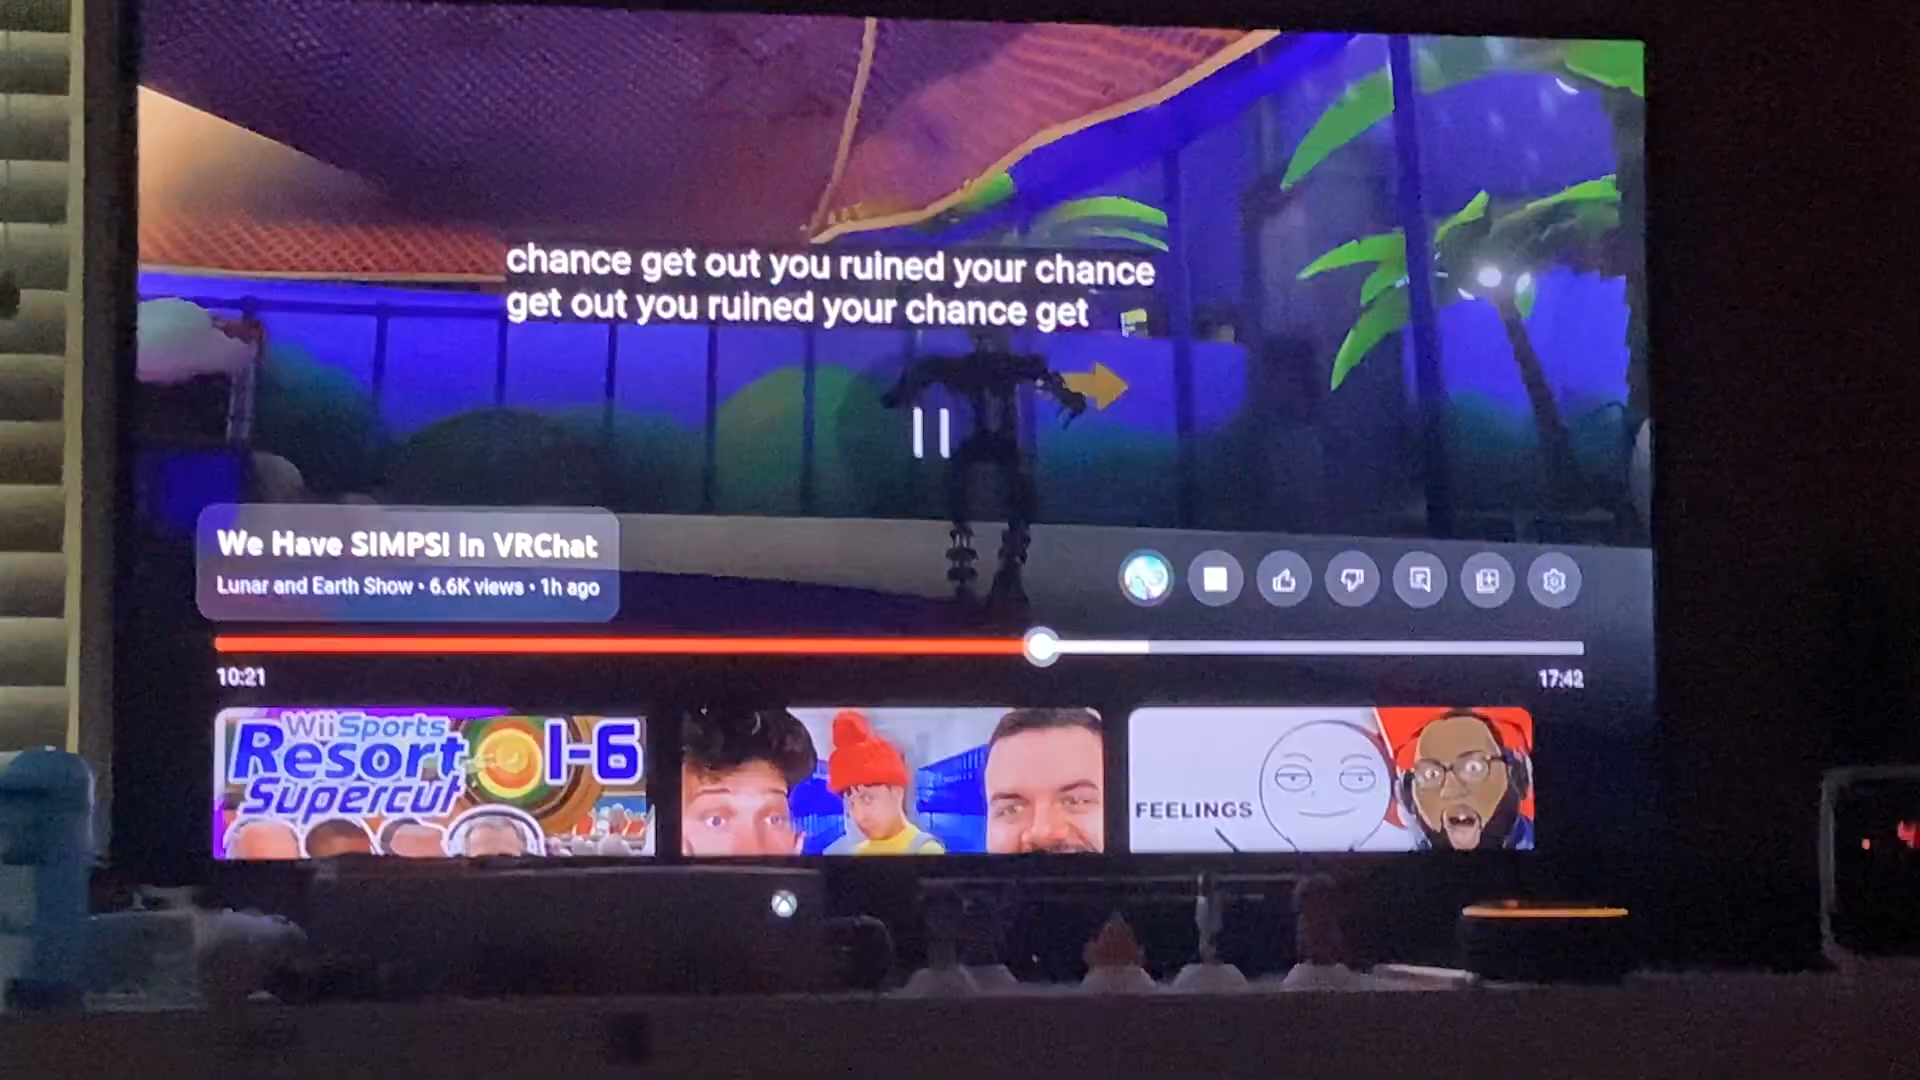 chance get out you ruined your chance
get out you ruined your chance get
We Have SIMPSI In VRChat
Lunar and Earth Show • 6.6K views • 1h ago
10:21
17:42
WiiSports
Resort 1-6
Supercut
FEELINGS